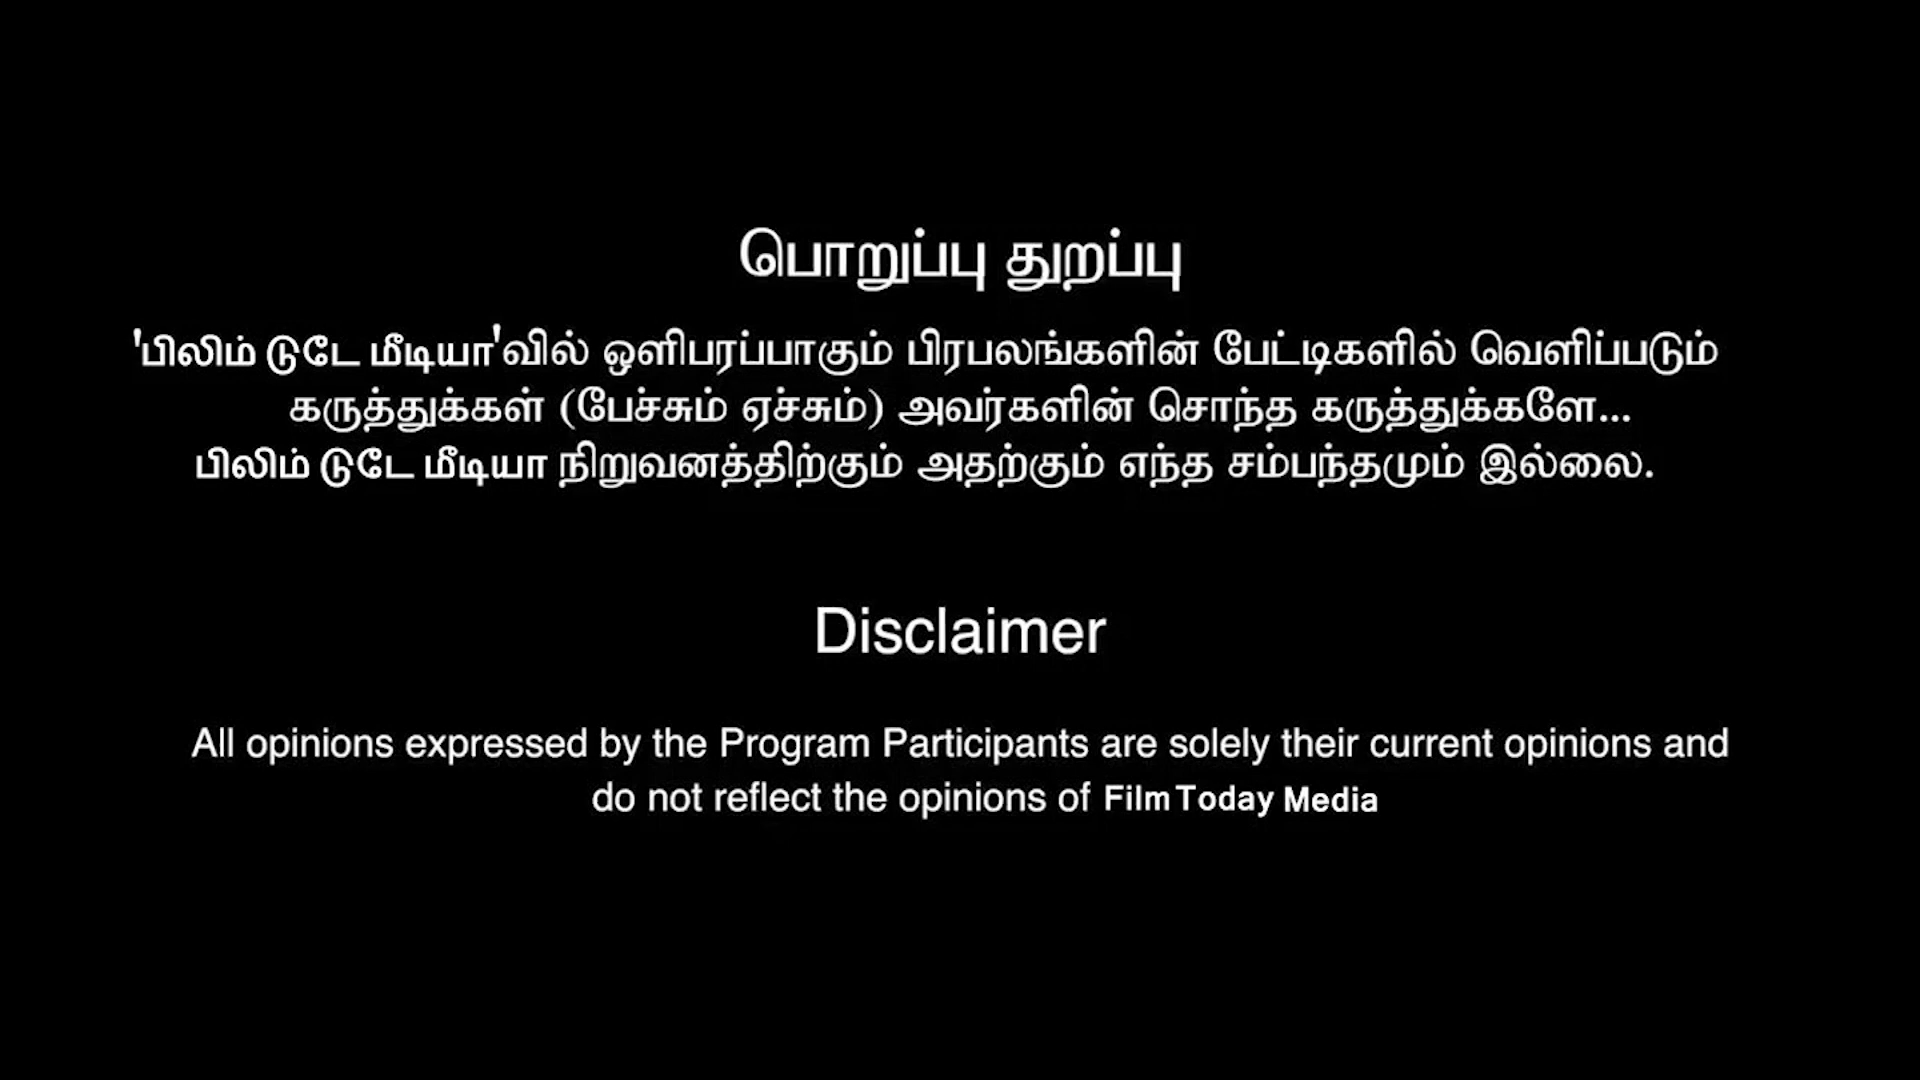 பொறுப்பு துறப்பு
'பிலிம் டுடே மீடியா'வில் ஒளிபரப்பாகும் பிரபலங்களின் பேட்டிகளில் வெளிப்படும்
கருத்துக்கள் (பேச்சும் ஏச்சும்) அவர்களின் சொந்த கருத்துக்களே...
பிலிம் டுடே மீடியா நிறுவனத்திற்கும் அதற்கும் எந்த சம்பந்தமும் இல்லை.
Disclaimer
All opinions expressed by the Program Participants are solely their current opinions and
do not reflect the opinions of Film Today Media